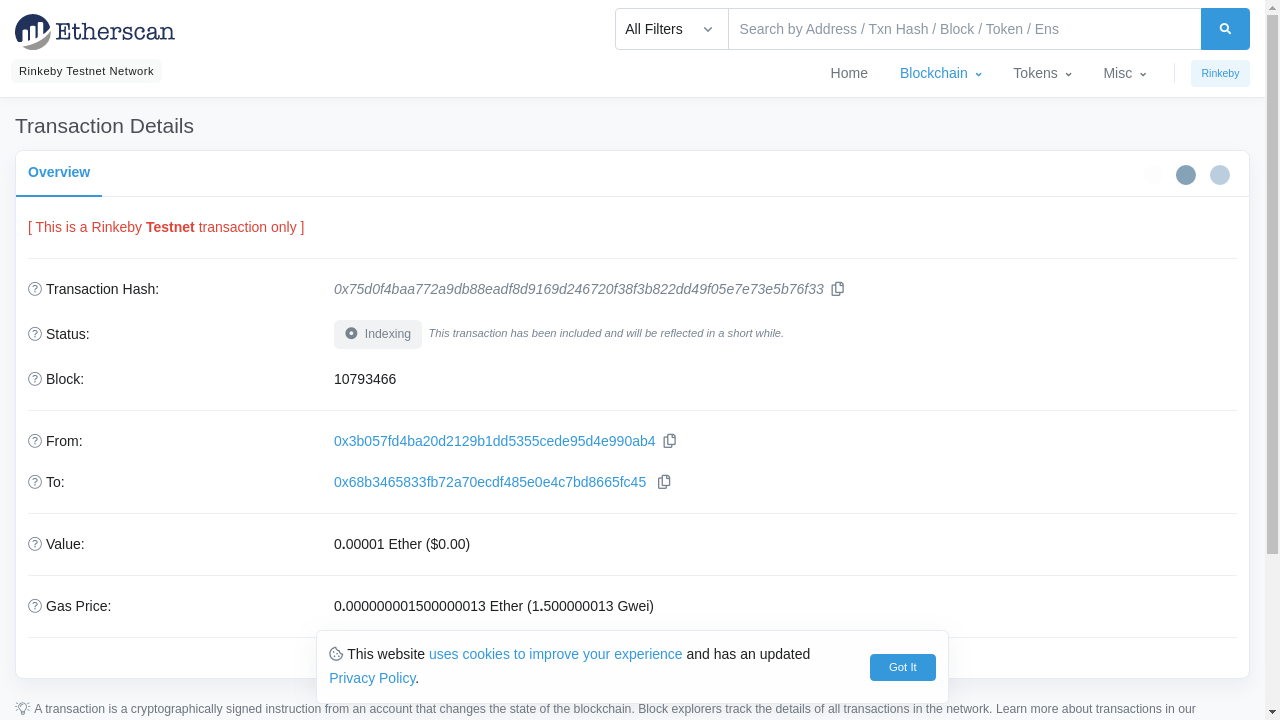 Etherscan
All Filters
Search by Address / Txn Hash / Block / Token / Ens
Rinkeby Testnet Network
Home
Blockchain
Tokens
Misc
Rinkeby
Transaction Details
Overview
[ This is a Rinkeby Testnet transaction only ]
Transaction Hash:
0x75d0f4baa772a9db88eadf8d9169d246720f38f3b822dd49f05e7e73e5b76f33
Status:
Indexing
This transaction has been included and will be reflected in a short while.
Block:
10793466
From:
0x3b057fd4ba20d2129b1dd5355cede95d4e990ab4
To:
0x68b3465833fb72a70ecdf485e0e4c7bd8665fc45
Value:
0.00001 Ether ($0.00)
Gas Price:
0.000000001500000013 Ether (1.500000013 Gwei)
This website uses cookies to improve your experience and has an updated
Privacy Policy.
Got It
A transaction is a cryptographically signed instruction from an account that changes the state of the blockchain. Block explorers track the details of all transactions in the network. Learn more about transactions in our